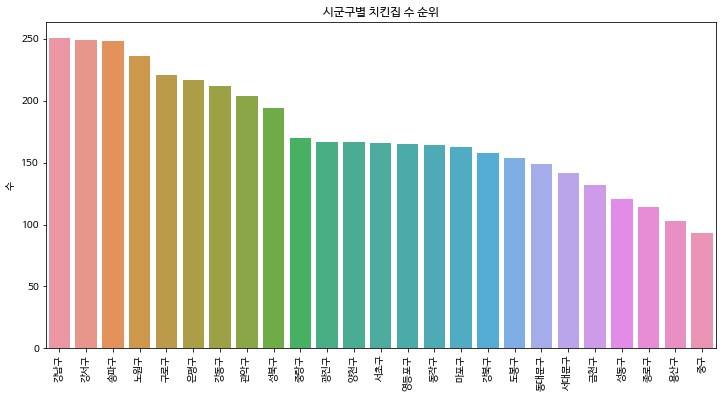 시군구별 치킨집 수 순위
수
250
200
150
100
50
0
강남구
강서구
송파구
노원구
구로구
은평구
강동구
관악구
성북구
중랑구
광진구
양천구
서초구
영등포구
동작구
마포구
강북구
도봉구
동대문구
서대문구
금천구
성동구
종로구
용산구
중구